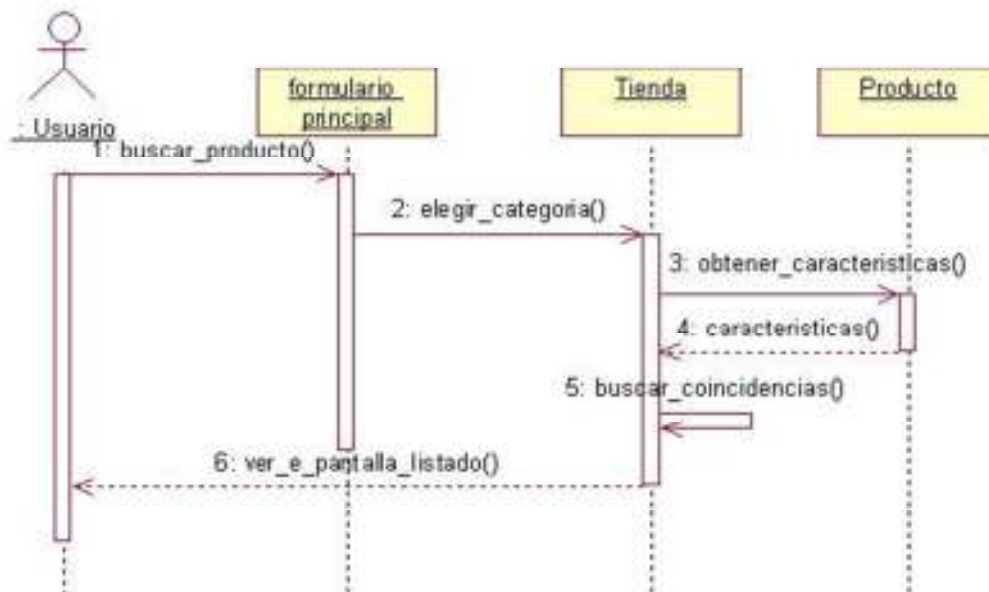 : Usuario
formulario
principal
Tienda
Producto
1: buscar_producto()
2: elegir_categoria()
3: obtener_caracteristicas()
4: caracteristicas()
5: buscar_coincidencias()
6: ver_e_pantalla_listado()